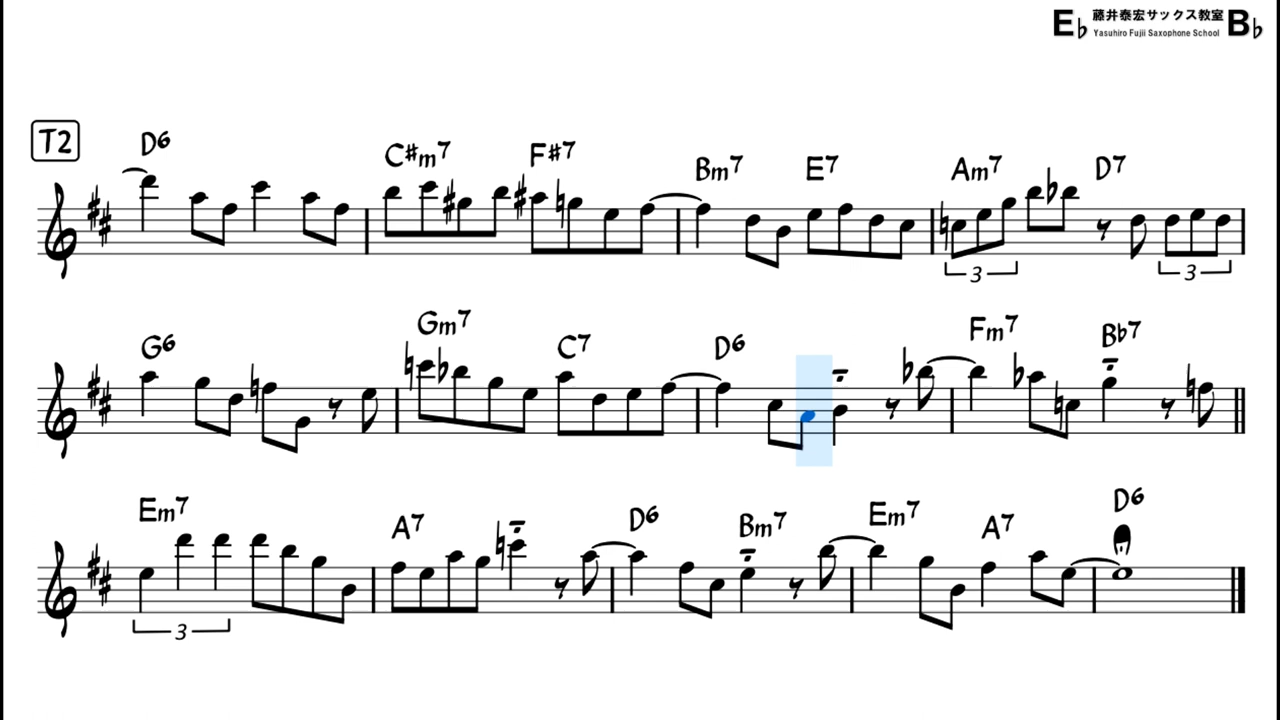 E♭ 藤井泰宏サックス教室 B♭
Yasuhiro Fujii Saxophone School
T2 D6 C#m7 F#7 Bm7 E7 Am7 D7
3 3
G6 Gm7 C7 D6 Fm7 B♭7
Em7 A7 D6 Bm7 Em7 A7 D6
3